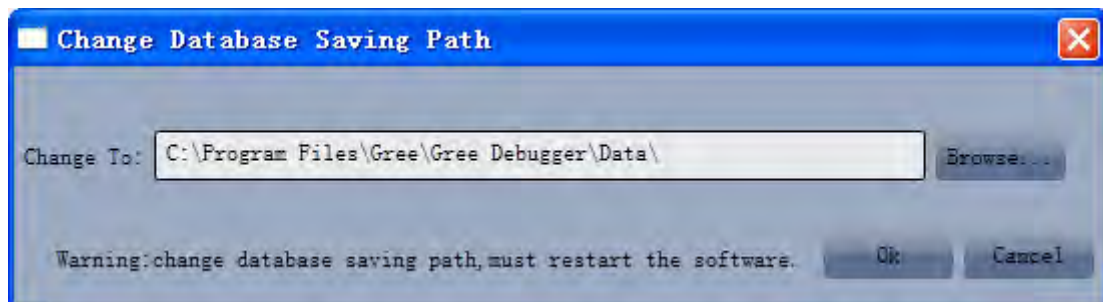 Change Database Saving Path
Change To: C:\Program Files\Gree\Gree Debugger\Data\ Browse...
Warning:change database saving path,must restart the software. Ok Cancel